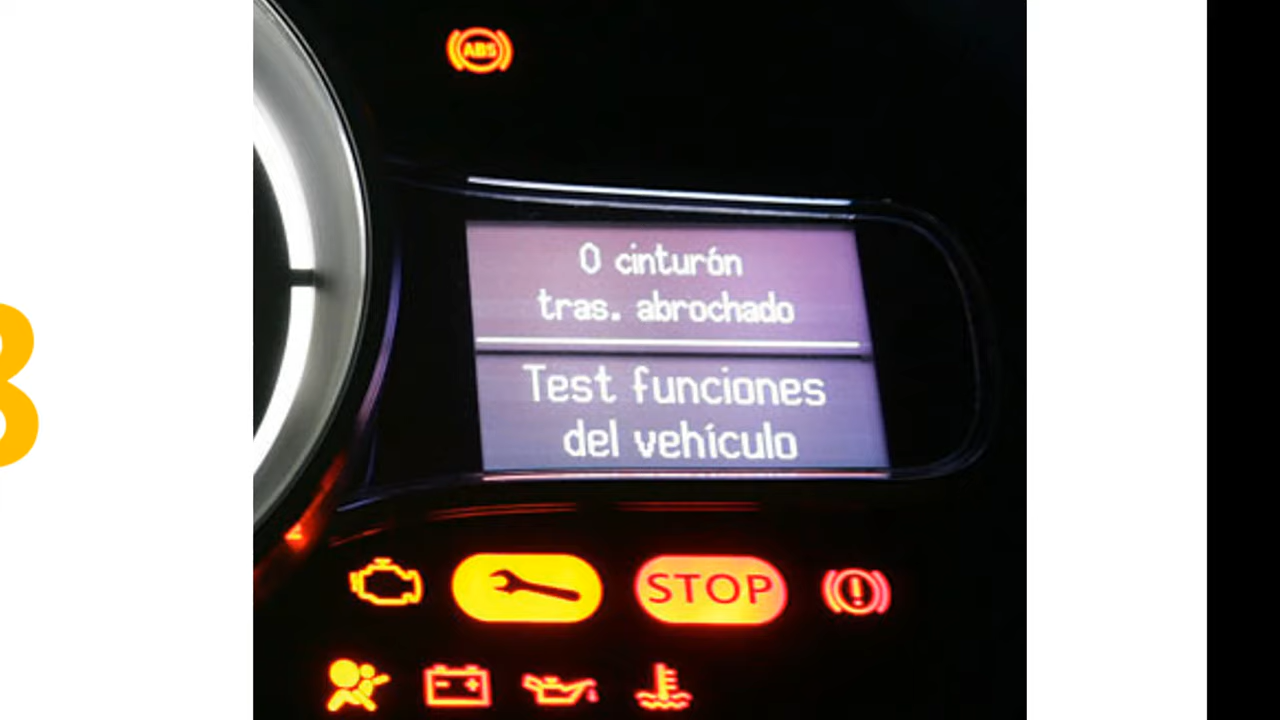 ABS
0 cinturón
tras. abrochado
Test funciones
del vehículo
STOP